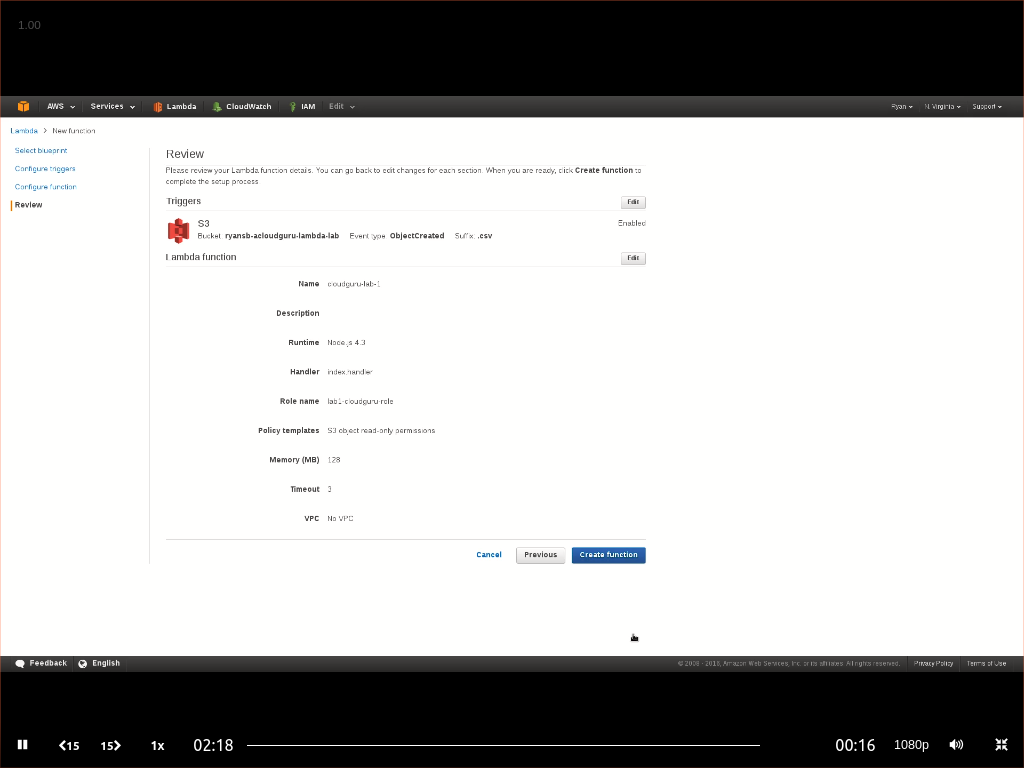 1.00
AWS Services Lambda CloudWatch IAM Edit Ryan N. Virginia Support
Lambda > New function
Select blueprint
Configure triggers
Configure function
Review
Review
Please review your Lambda function details. You can go back to edit changes for each section. When you are ready, click Create function to
complete the setup process.
Triggers Edit
S3 Enabled
Bucket: ryansb-acloudguru-lambda-lab Event type: ObjectCreated Suffix: .csv
Lambda function Edit
Name cloudguru-lab-1
Description
Runtime Node.js 4.3
Handler index.handler
Role name lab1-cloudguru-role
Policy templates S3 object read-only permissions
Memory (MB) 128
Timeout 3
VPC No VPC
Cancel Previous Create function
Feedback English © 2008 - 2016, Amazon Web Services, Inc. or its affiliates. All rights reserved. Privacy Policy Terms of Use
15 15 1x 02:18 00:16 1080p